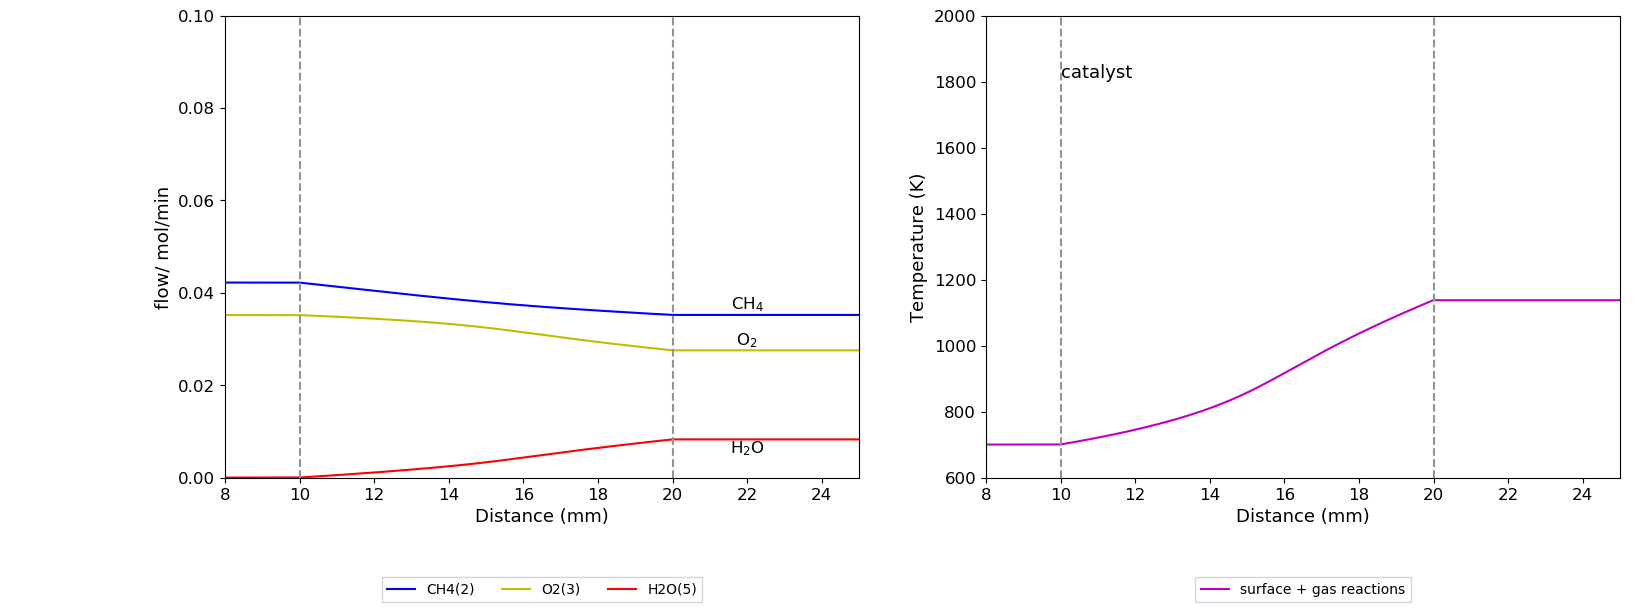 0.10
0.08
0.06
0.04
0.02
0.00
flow/ mol/min
CH₄
O₂
H₂O
8 10 12 14 16 18 20 22 24
Distance (mm)
CH4(2) O2(3) H2O(5)
2000
1800
1600
1400
1200
1000
800
600
Temperature (K)
catalyst
8 10 12 14 16 18 20 22 24
Distance (mm)
surface + gas reactions